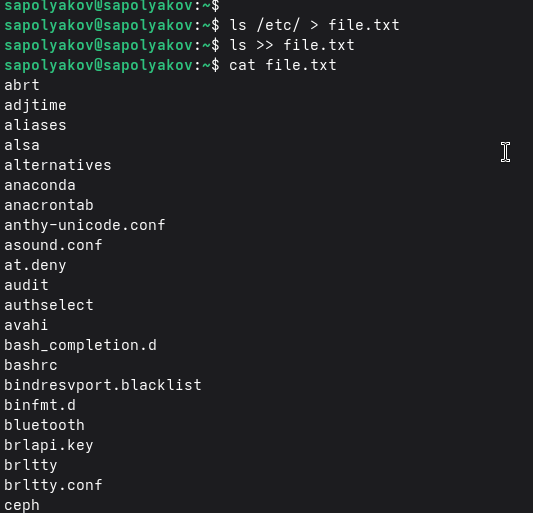 sapolyakov@sapolyakov:~$
sapolyakov@sapolyakov:~$ ls /etc/ > file.txt
sapolyakov@sapolyakov:~$ ls >> file.txt
sapolyakov@sapolyakov:~$ cat file.txt
abrt
adjtime
aliases
alsa
alternatives
anaconda
anacrontab
anthy-unicode.conf
asound.conf
at.deny
audit
authselect
avahi
bash_completion.d
bashrc
bindresvport.blacklist
binfmt.d
bluetooth
brlapi.key
brltty
brltty.conf
ceph